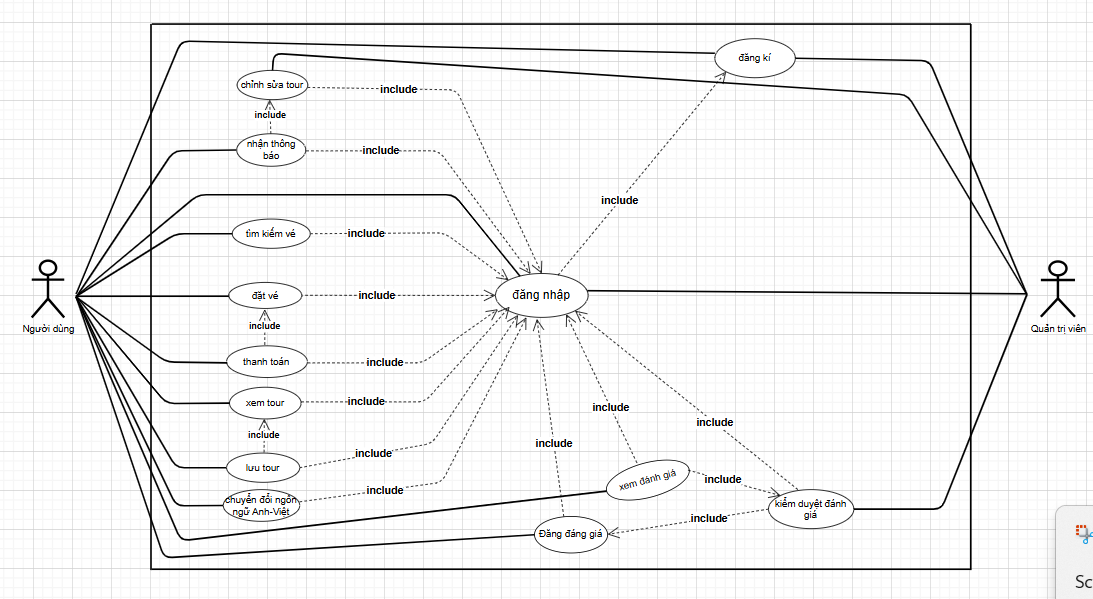 đăng kí
chỉnh sửa tour
include
include
nhận thông
báo
include
include
tìm kiếm vé
include
đăng nhập
đặt vé
include
Người dùng
Quản trị viên
include
thanh toán
include
xem tour
include
include
include
include
include
include
lưu tour
include
xem đánh giá
include
include
chuyển đổi ngôn
ngữ Anh-Việt
kiểm duyệt đánh
giá
include
Đăng đáng giá
Sc